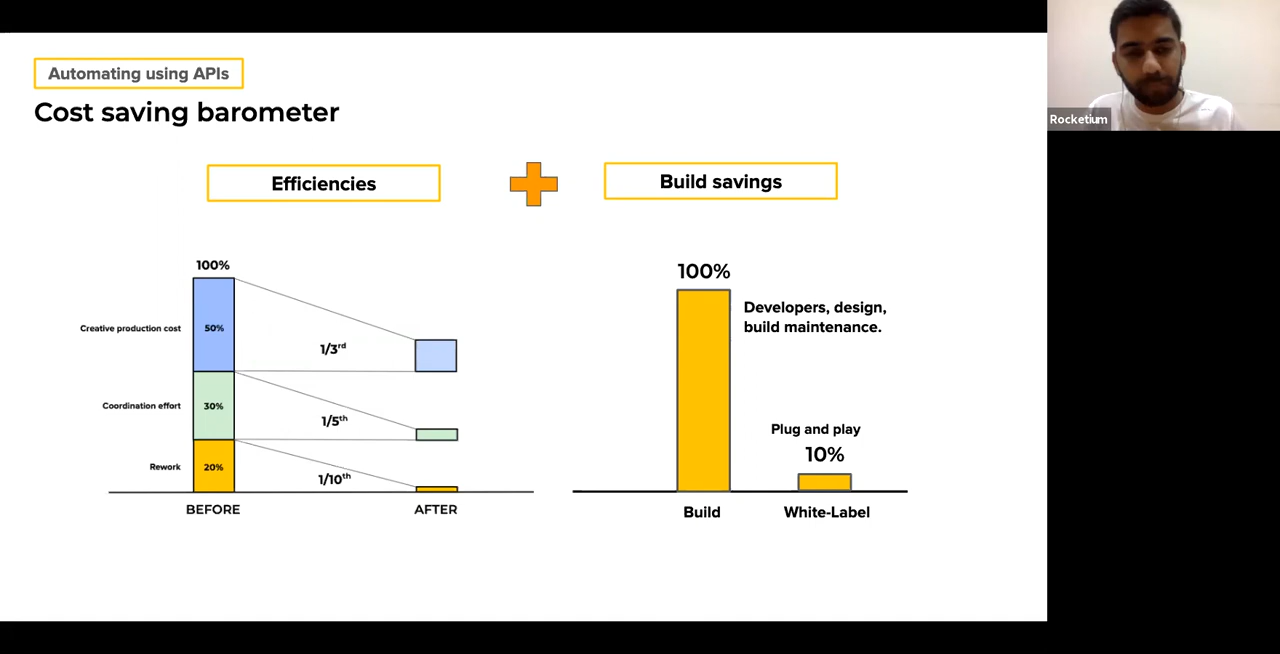 Automating using APIs
Cost saving barometer
Rocketium
Efficiencies
Build savings
100%
Creative production cost
50%
1/3rd
Coordination effort
30%
1/5th
Rework
20%
1/10th
BEFORE
AFTER
100%
Developers, design,
build maintenance.
Plug and play
10%
Build
White-Label